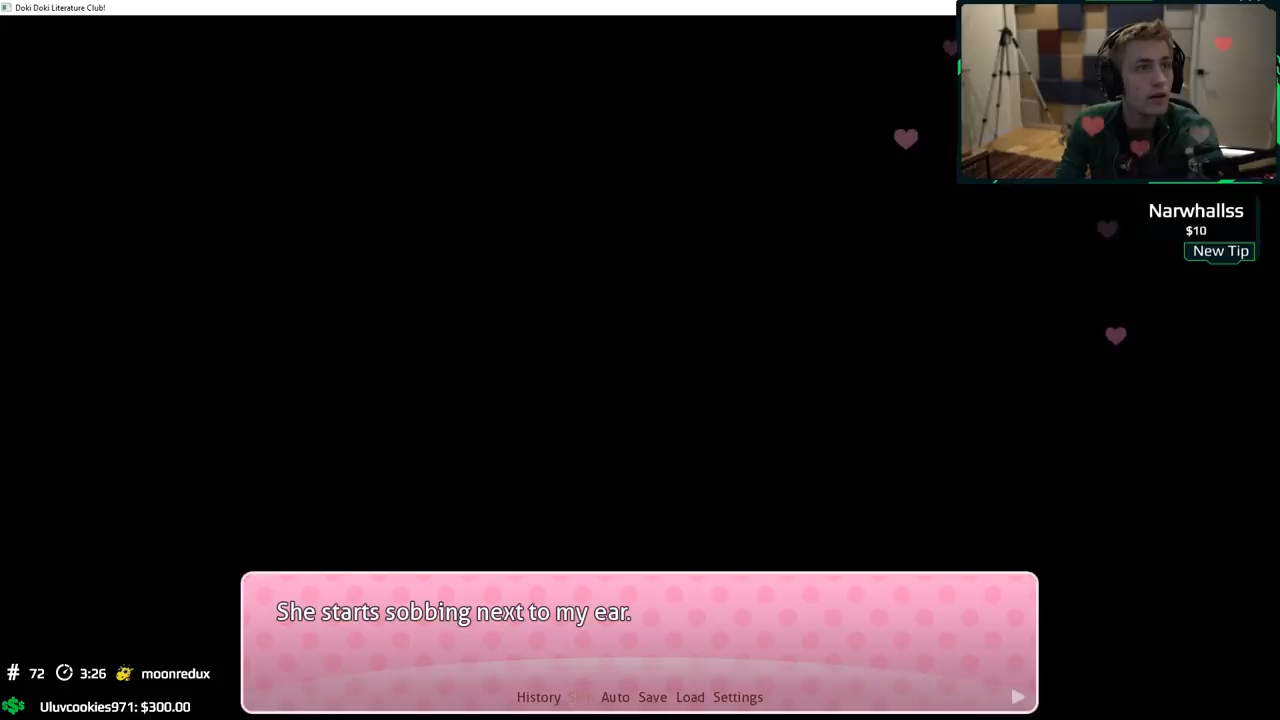 Doki Doki Literature Club!
Narwhallss
$10
New Tip
She starts sobbing next to my ear.
History Skip Auto Save Load Settings
# 72 3:26 moonredux
Uluvcookies971: $300.00